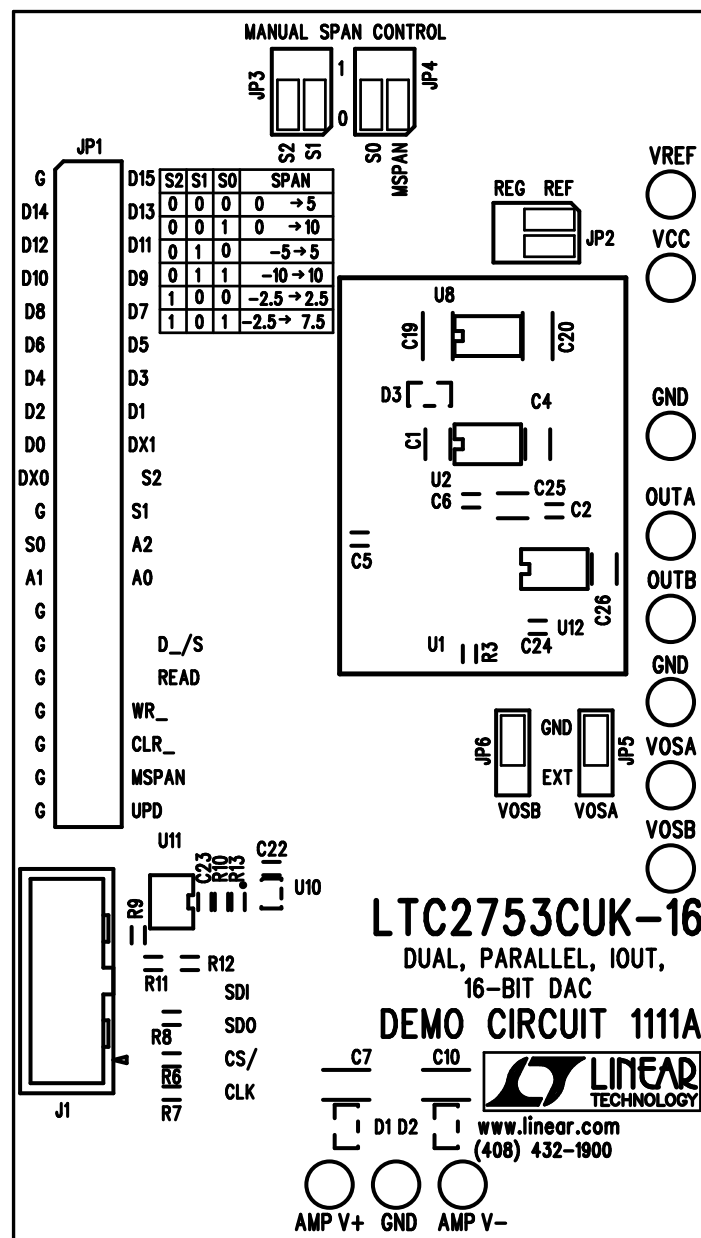 MANUAL SPAN CONTROL
JP3 1 JP4
0
S2 S1 S0 MSPAN
JP1
VREF
G D15
D14 D13
D12 D11
D10 D9
D8 D7
D6 D5
D4 D3
D2 D1
D0 DX1
DX0 S2
G S1
S0 A2
A1 A0
G
G D_/S
G READ
G WR_
G CLR_
G MSPAN
G UPD
S2 S1 S0 SPAN
0 0 0 0 → 5
0 0 1 0 → 10
0 1 0 -5 → 5
0 1 1 -10 → 10
1 0 0 -2.5 → 2.5
1 0 1 -2.5 → 7.5
REG REF
JP2
VCC
U8
C19 C20
D3
C4
C1
U2
C6 C25
C2
C5
C26
U12
C24
U1 R3
GND
OUTA
OUTB
GND
VOSA
VOSB
JP6 GND JP5
EXT
VOSB VOSA
U11
C23 R10 R13 C22
U10
R9
R11 R12
SDI
R8 SDO
R6 CS/
R7 CLK
J1
LTC2753CUK-16
DUAL, PARALLEL, IOUT,
16-BIT DAC
DEMO CIRCUIT 1111A
C7 C10
LINEAR
TECHNOLOGY
D1 D2
www.linear.com
(408) 432-1900
AMP V+ GND AMP V-